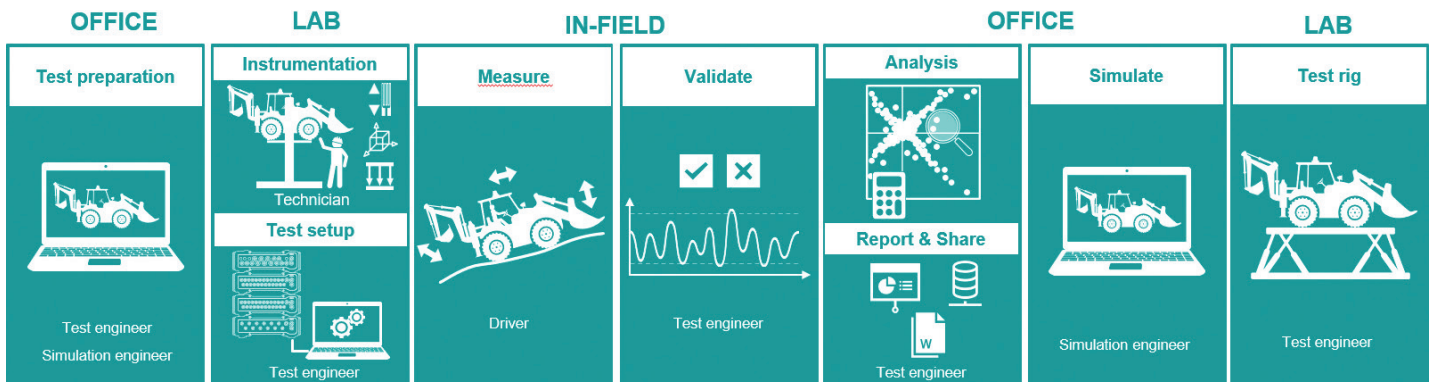 OFFICE
LAB
IN-FIELD
OFFICE
LAB
Test preparation
Test engineer
Simulation engineer
Instrumentation
Technician
Test setup
Test engineer
Measure
Driver
Validate
Test engineer
Analysis
Report & Share
W
Test engineer
Simulate
Simulation engineer
Test rig
Test engineer